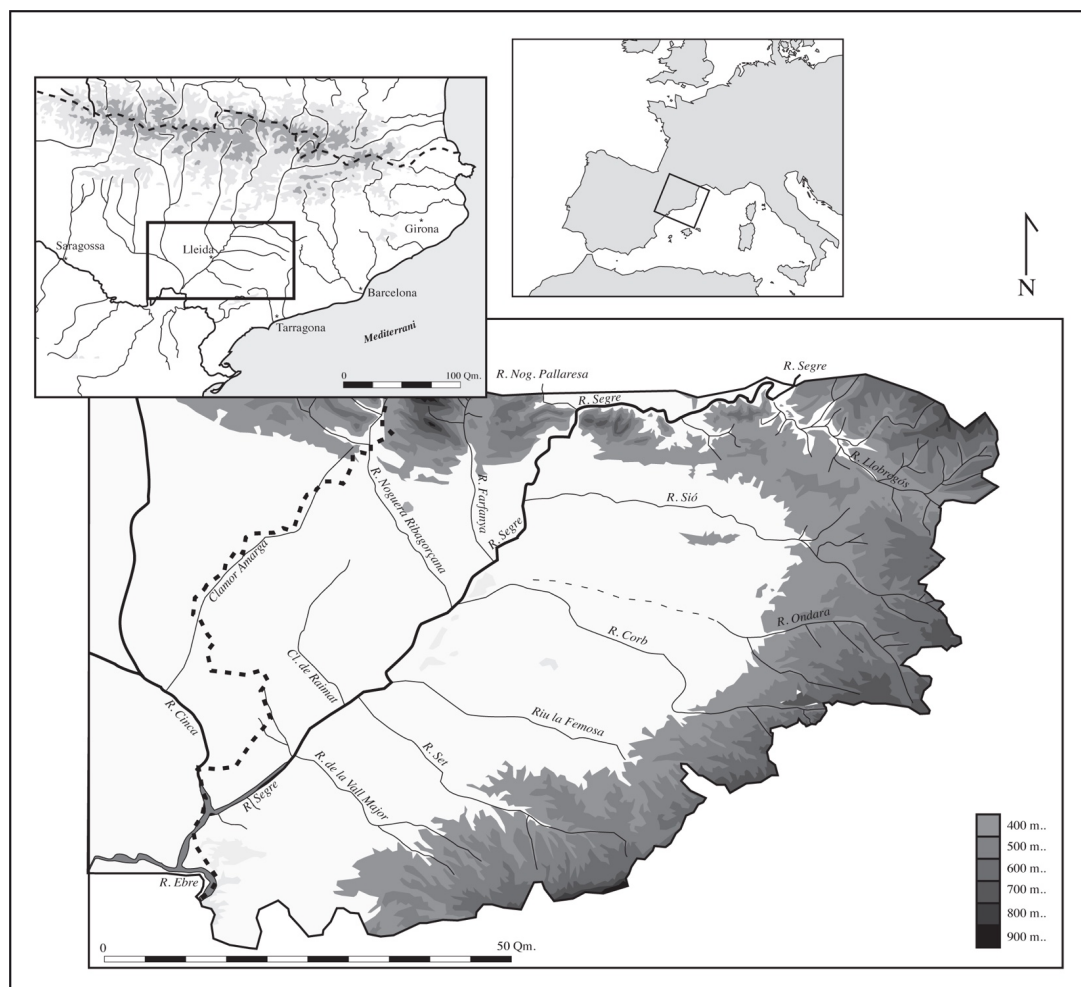 Saragossa
Lleida
Girona
Barcelona
Tarragona
Mediterrani
0
100 Qm.
N
R. Nog. Pallaresa
R. Segre
R. Segre
R. Llobregós
R. Noguera Ribagorçana
R. Farfanya
R. Segre
R. Sió
Clamor Amarga
R. Ondara
R. Corb
Cl. de Raimat
R. Cinca
Riu la Femosa
R. Set
R. Segre
R. de la Vall Major
R. Ebre
0
50 Qm.
400 m..
500 m..
600 m..
700 m..
800 m..
900 m..